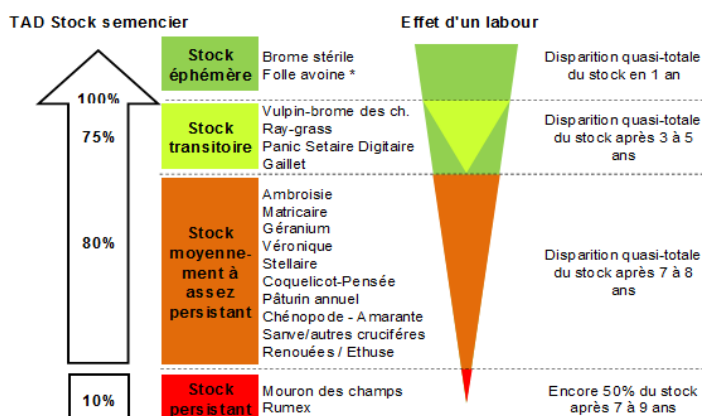 TAD Stock semencier
Effet d'un labour
100%
75%
80%
10%
Stock
éphémère
Brome stérile
Folle avoine *
Disparition quasi-totale
du stock en 1 an
Stock
transitoire
Vulpin-brome des ch.
Ray-grass
Panic Setaire Digitaire
Gaillet
Disparition quasi-totale
du stock après 3 à 5
ans
Stock
moyenne-
ment à
assez
persistant
Ambroisie
Matricaire
Géranium
Véronique
Stellaire
Coquelicot-Pensée
Pâturin annuel
Chénopode - Amarante
Sanve/autres crucifères
Renouées / Ethuse
Disparition quasi-totale
du stock après 7 à 8
ans
Stock
persistant
Mouron des champs
Rumex
Encore 50% du stock
après 7 à 9 ans